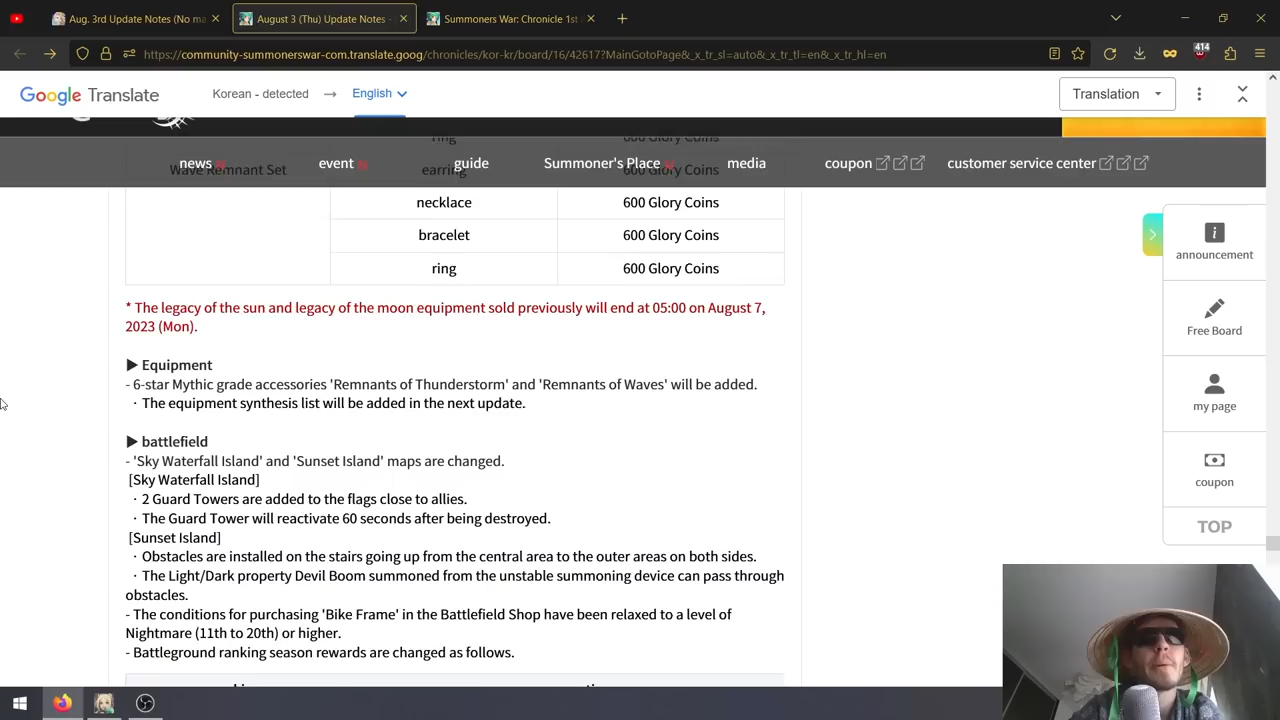 Aug. 3rd Update Notes (No ma
August 3 (Thu) Update Notes -
Summoners War: Chronicle 1st
https://community-summonerswar-com.translate.goog/chronicles/kor-kr/board/16/42617?MainGotoPage&_x_tr_sl=auto&_x_tr_tl=en&_x_tr_hl=en
414
Google Translate
Korean - detected
English
Translation
ring 600 Glory Coins
news event guide Summoner's Place media coupon customer service center
Wave Remnant Set earring 600 Glory Coins
necklace 600 Glory Coins
bracelet 600 Glory Coins
ring 600 Glory Coins
* The legacy of the sun and legacy of the moon equipment sold previously will end at 05:00 on August 7,
2023 (Mon).
▶ Equipment
- 6-star Mythic grade accessories 'Remnants of Thunderstorm' and 'Remnants of Waves' will be added.
· The equipment synthesis list will be added in the next update.
▶ battlefield
- 'Sky Waterfall Island' and 'Sunset Island' maps are changed.
[Sky Waterfall Island]
· 2 Guard Towers are added to the flags close to allies.
· The Guard Tower will reactivate 60 seconds after being destroyed.
[Sunset Island]
· Obstacles are installed on the stairs going up from the central area to the outer areas on both sides.
· The Light/Dark property Devil Boom summoned from the unstable summoning device can pass through
obstacles.
- The conditions for purchasing 'Bike Frame' in the Battlefield Shop have been relaxed to a level of
Nightmare (11th to 20th) or higher.
- Battleground ranking season rewards are changed as follows.
announcement
Free Board
my page
coupon
TOP